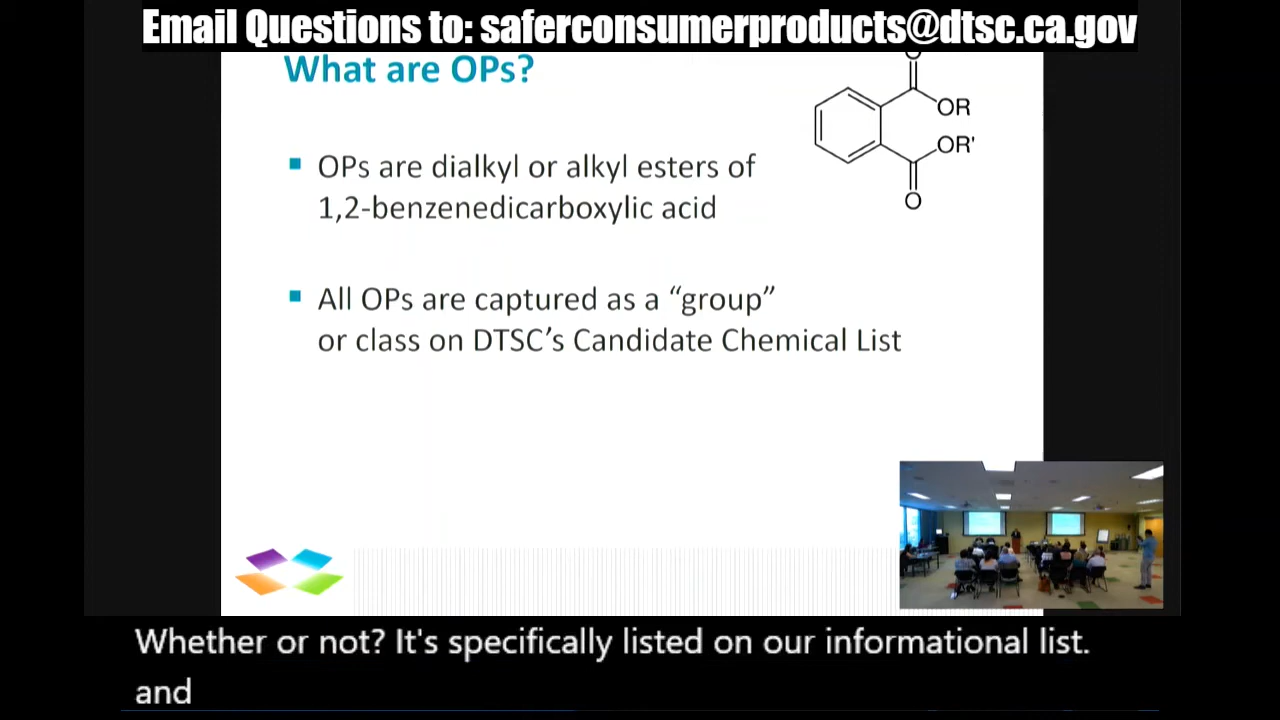 Email Questions to: saferconsumerproducts@dtsc.ca.gov
What are OPs?
O
OR
OR'
O
OPs are dialkyl or alkyl esters of
1,2-benzenedicarboxylic acid
All OPs are captured as a “group”
or class on DTSC’s Candidate Chemical List
Whether or not? It's specifically listed on our informational list.
and